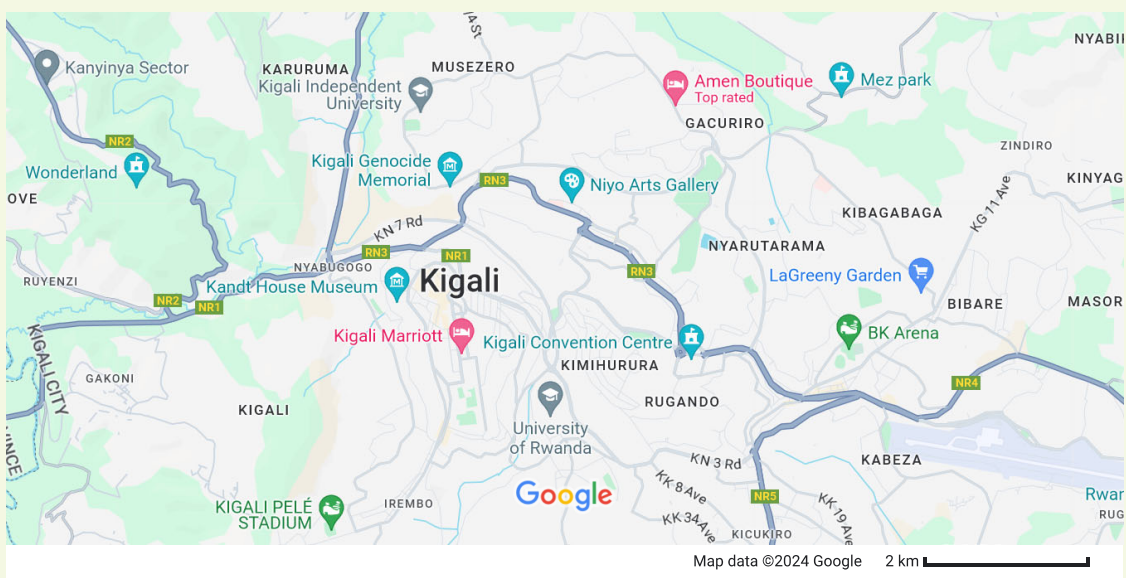 NYABI
Kanyinya Sector
KARURUMA
MUSEZERO
Kigali Independent
University
Amen Boutique
Top rated
Mez park
GACURIRO
NR2
Wonderland
Kigali Genocide
Memorial
RN3
Niyo Arts Gallery
ZINDIRO
KINYAG
OVE
KG 11 Ave
KIBAGABAGA
KN 7 Rd
RN3
NR1
NYARUTARAMA
NYABUGOGO
RN3
LaGreeny Garden
RUYENZI
Kandt House Museum
Kigali
NR2
NR1
BIBARE
MASOR
Kigali Marriott
Kigali Convention Centre
BK Arena
KIGALI CITY
KIMIHURURA
GAKONI
NR4
KIGALI
RUGANDO
University
of Rwanda
VINCE
KN 3 Rd
KABEZA
KK 8 Ave
Google
NR5
Rwar
KIGALI PELÉ
STADIUM
IREMBO
KK 19 Ave
KK 34 Ave
RUG
KICUKIRO
Map data ©2024 Google
2 km